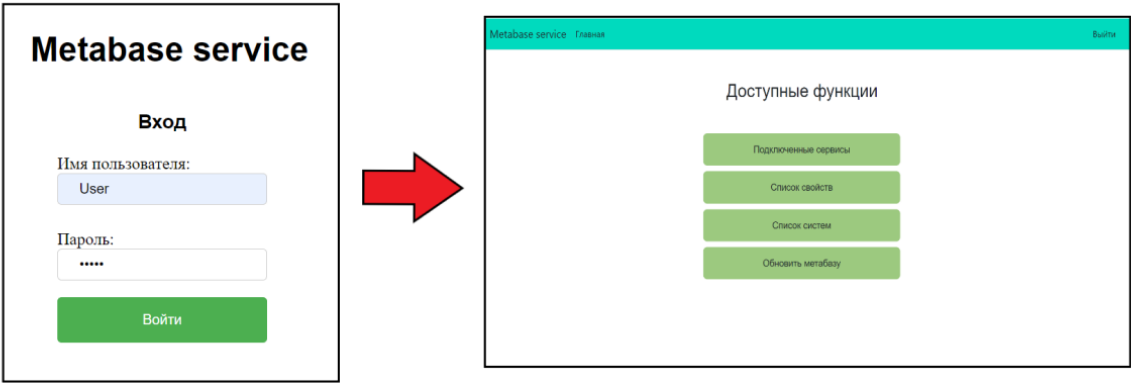 Metabase service
Вход
Имя пользователя:
User
Пароль:
•••••
Войти
Metabase service Главная Выйти
Доступные функции
Подключенные сервисы
Список свойств
Список систем
Обновить метабазу